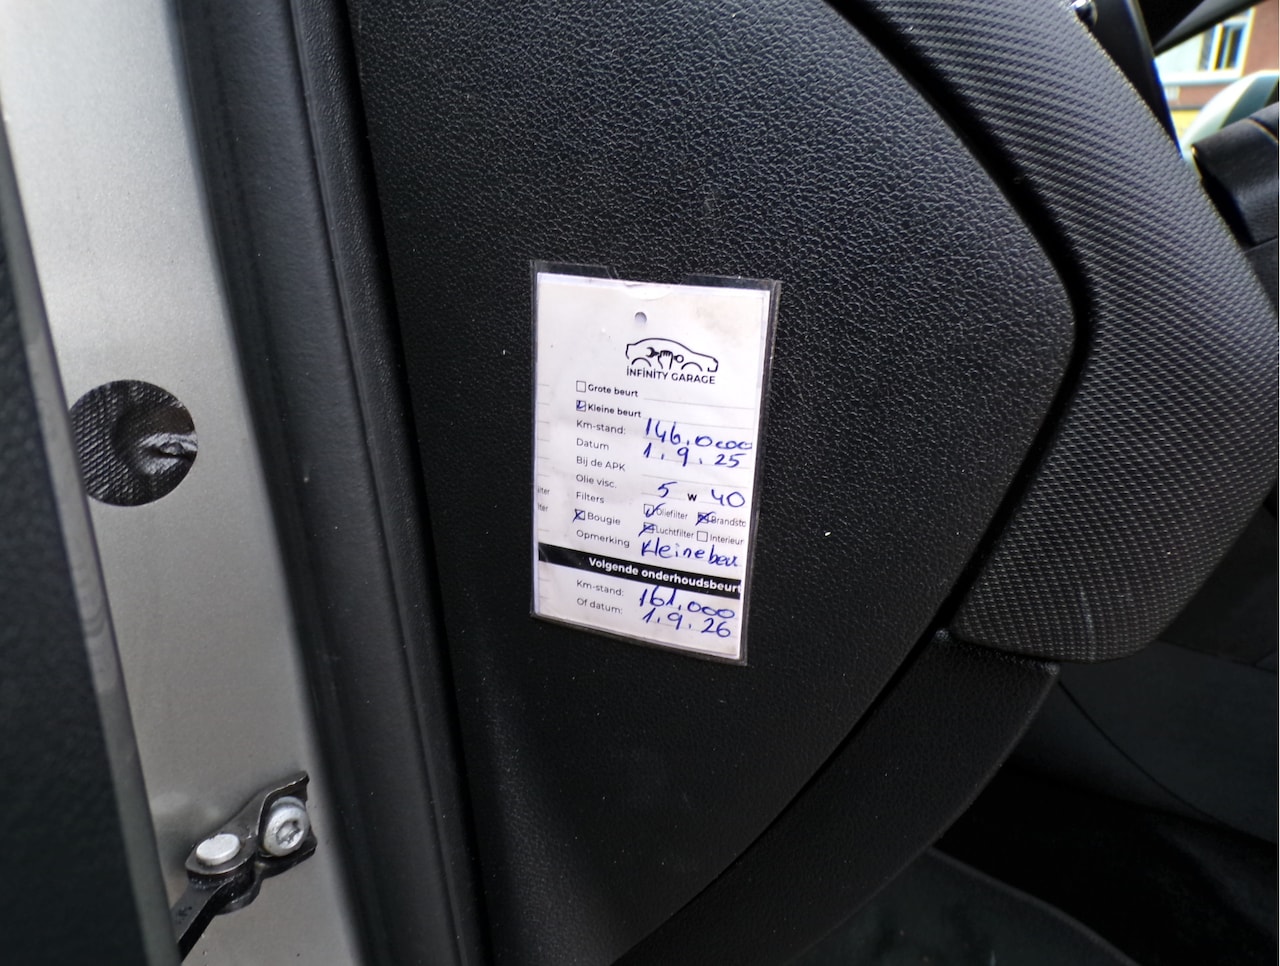 INFINITY GARAGE
Grote beurt
Kleine beurt
Km-stand: 146.0000
Datum 1.9.25
Bij de APK
Olie visc. 5 w 40
Filters Oliefilter Brandsto
Bougie Luchtfilter Interieur
Opmerking Kleinebeu
Volgende onderhoudsbeurt
Km-stand: 161.000
Of datum: 1.9.26